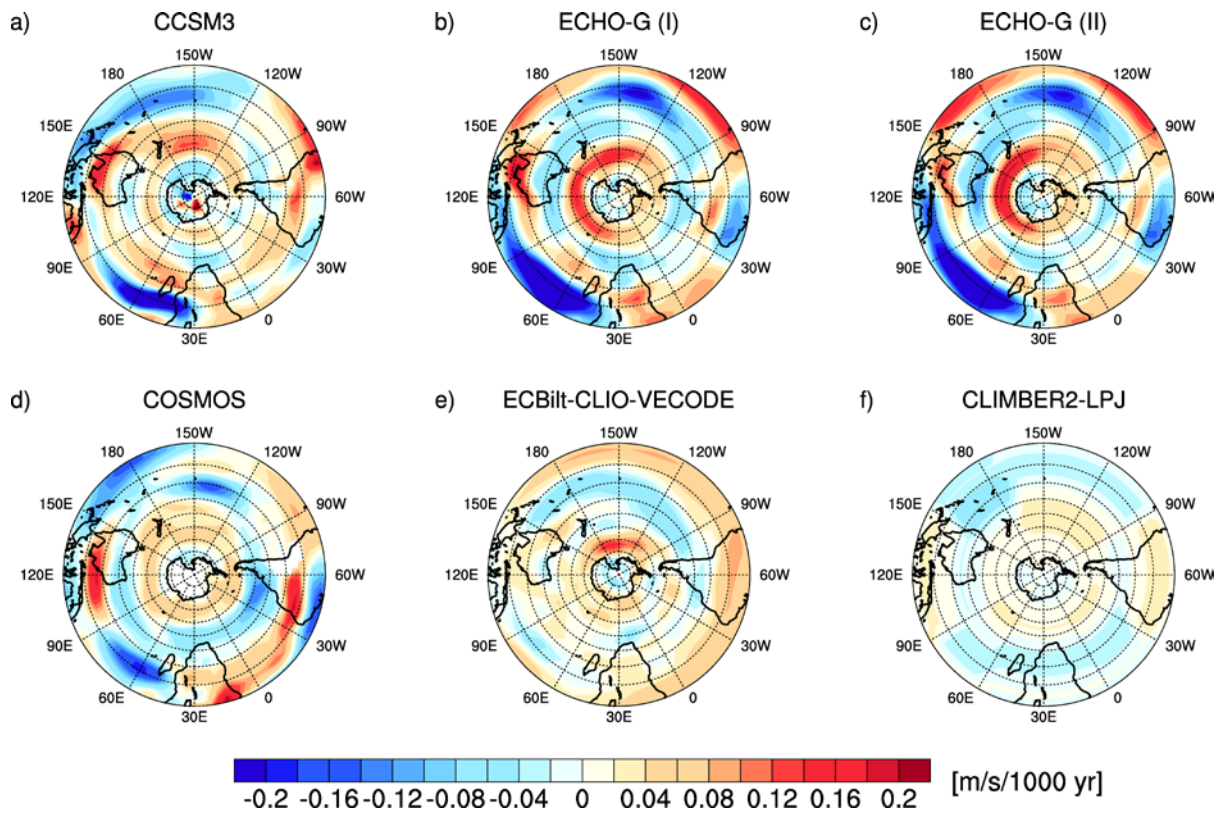 a) CCSM3
b) ECHO-G (I)
c) ECHO-G (II)
150W
180 120W
150E 90W
120E 60W
90E 30W
60E 0
30E
150W
180 120W
150E 90W
120E 60W
90E 30W
60E 0
30E
150W
180 120W
150E 90W
120E 60W
90E 30W
60E 0
30E
d) COSMOS
e) ECBilt-CLIO-VECODE
f) CLIMBER2-LPJ
150W
180 120W
150E 90W
120E 60W
90E 30W
60E 0
30E
150W
180 120W
150E 90W
120E 60W
90E 30W
60E 0
30E
150W
180 120W
150E 90W
120E 60W
90E 30W
60E 0
30E
-0.2 -0.16 -0.12 -0.08 -0.04 0 0.04 0.08 0.12 0.16 0.2 [m/s/1000 yr]